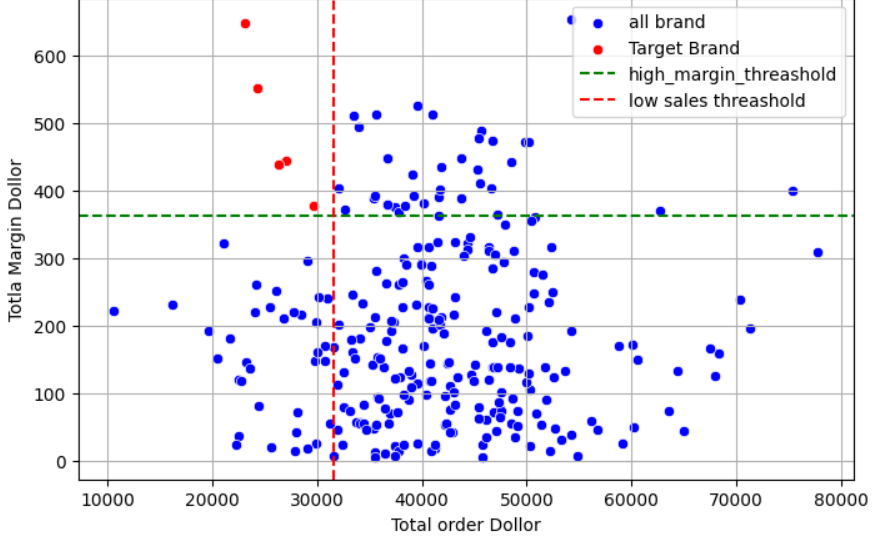 all brand
Target Brand
high_margin_threashold
low sales threashold
600
500
400
300
200
100
0
Totla Margin Dollor
10000 20000 30000 40000 50000 60000 70000 80000
Total order Dollor